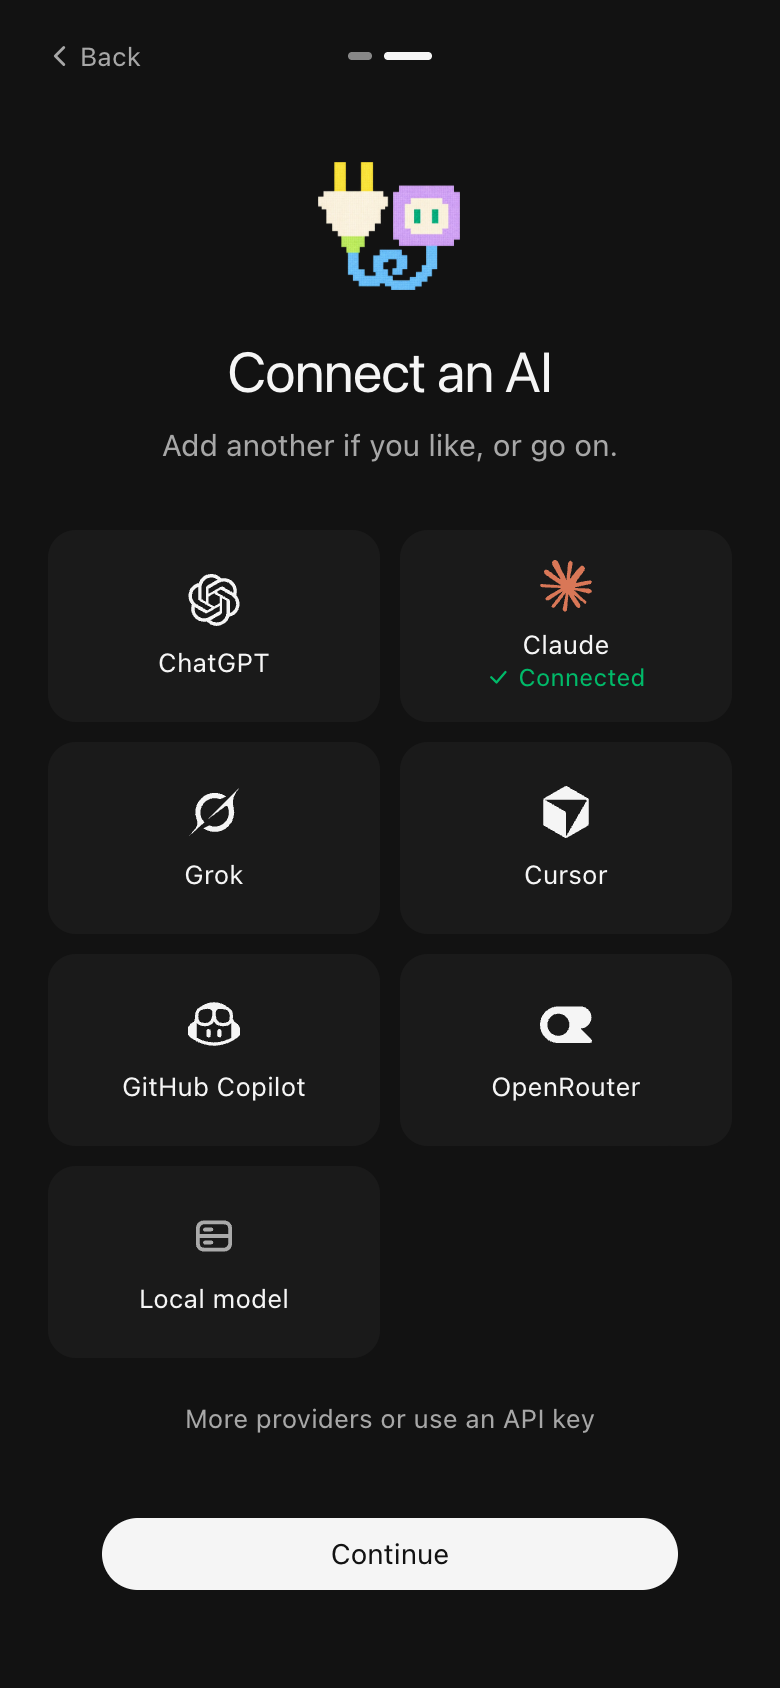 Back
Connect an AI
Add another if you like, or go on.
ChatGPT
Claude
Connected
Grok
Cursor
GitHub Copilot
OpenRouter
Local model
More providers or use an API key
Continue